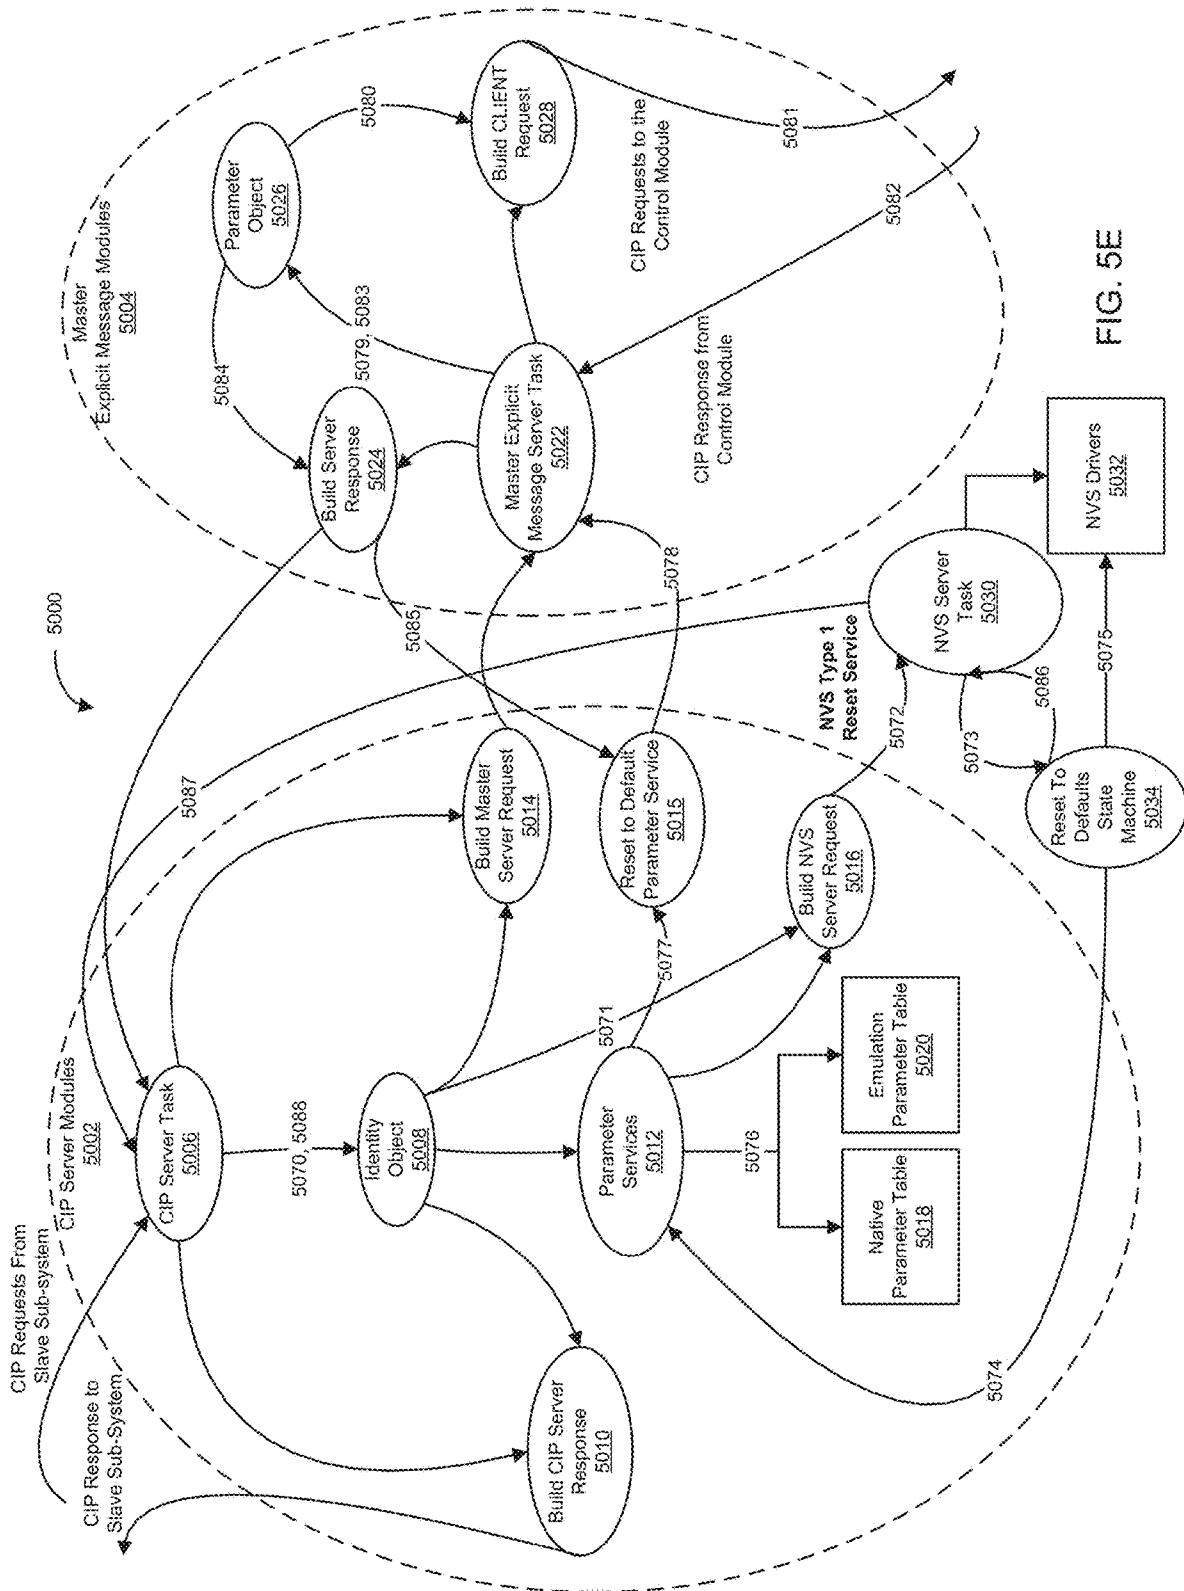 5000
CIP Requests From
Slave Sub-system
CIP Response to
Slave Sub-System
CIP Server Modules
5002
CIP Server Task
5006
5070, 5088
Identity
Object
5008
Build CIP Server
Response
5010
Parameter
Services
5012
5076
Native
Parameter Table
5018
Emulation
Parameter Table
5020
5071
5077
Build Master
Server Request
5014
Reset to Default
Parameter Service
5015
Build NVS
Server Request
5016
5087
5085
5078
NVS Type 1
Reset Service
5072
5073
5086
5074
5075
Reset To
Defaults
State
Machine
5034
NVS Server
Task
5030
NVS Drivers
5032
Master
Explicit Message Modules
5004
5084
Build Server
Response
5024
5079, 5083
Parameter
Object
5026
5080
Build CLIENT
Request
5028
Master Explicit
Message Server Task
5022
CIP Requests to the
Control Module
5081
5082
CIP Response from
Control Module
FIG. 5E